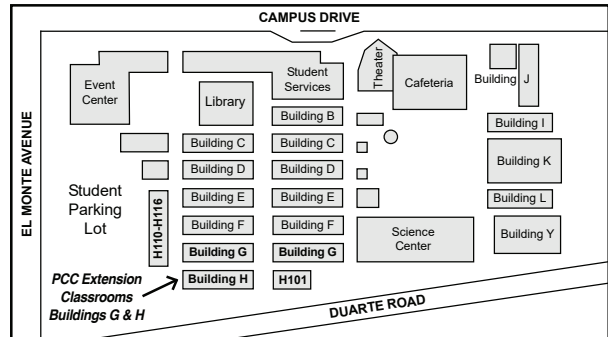 CAMPUS DRIVE
EL MONTE AVENUE
Event
Center
Student
Services
Theater
Cafeteria
Building J
Library
Building B
Building I
Building C
Building C
Building D
Building D
Building K
Building E
Building E
Building L
Student
Parking
Lot
H110-H116
Building F
Building F
Science
Center
Building Y
Building G
Building G
PCC Extension
Classrooms
Buildings G & H
Building H
H101
DUARTE ROAD